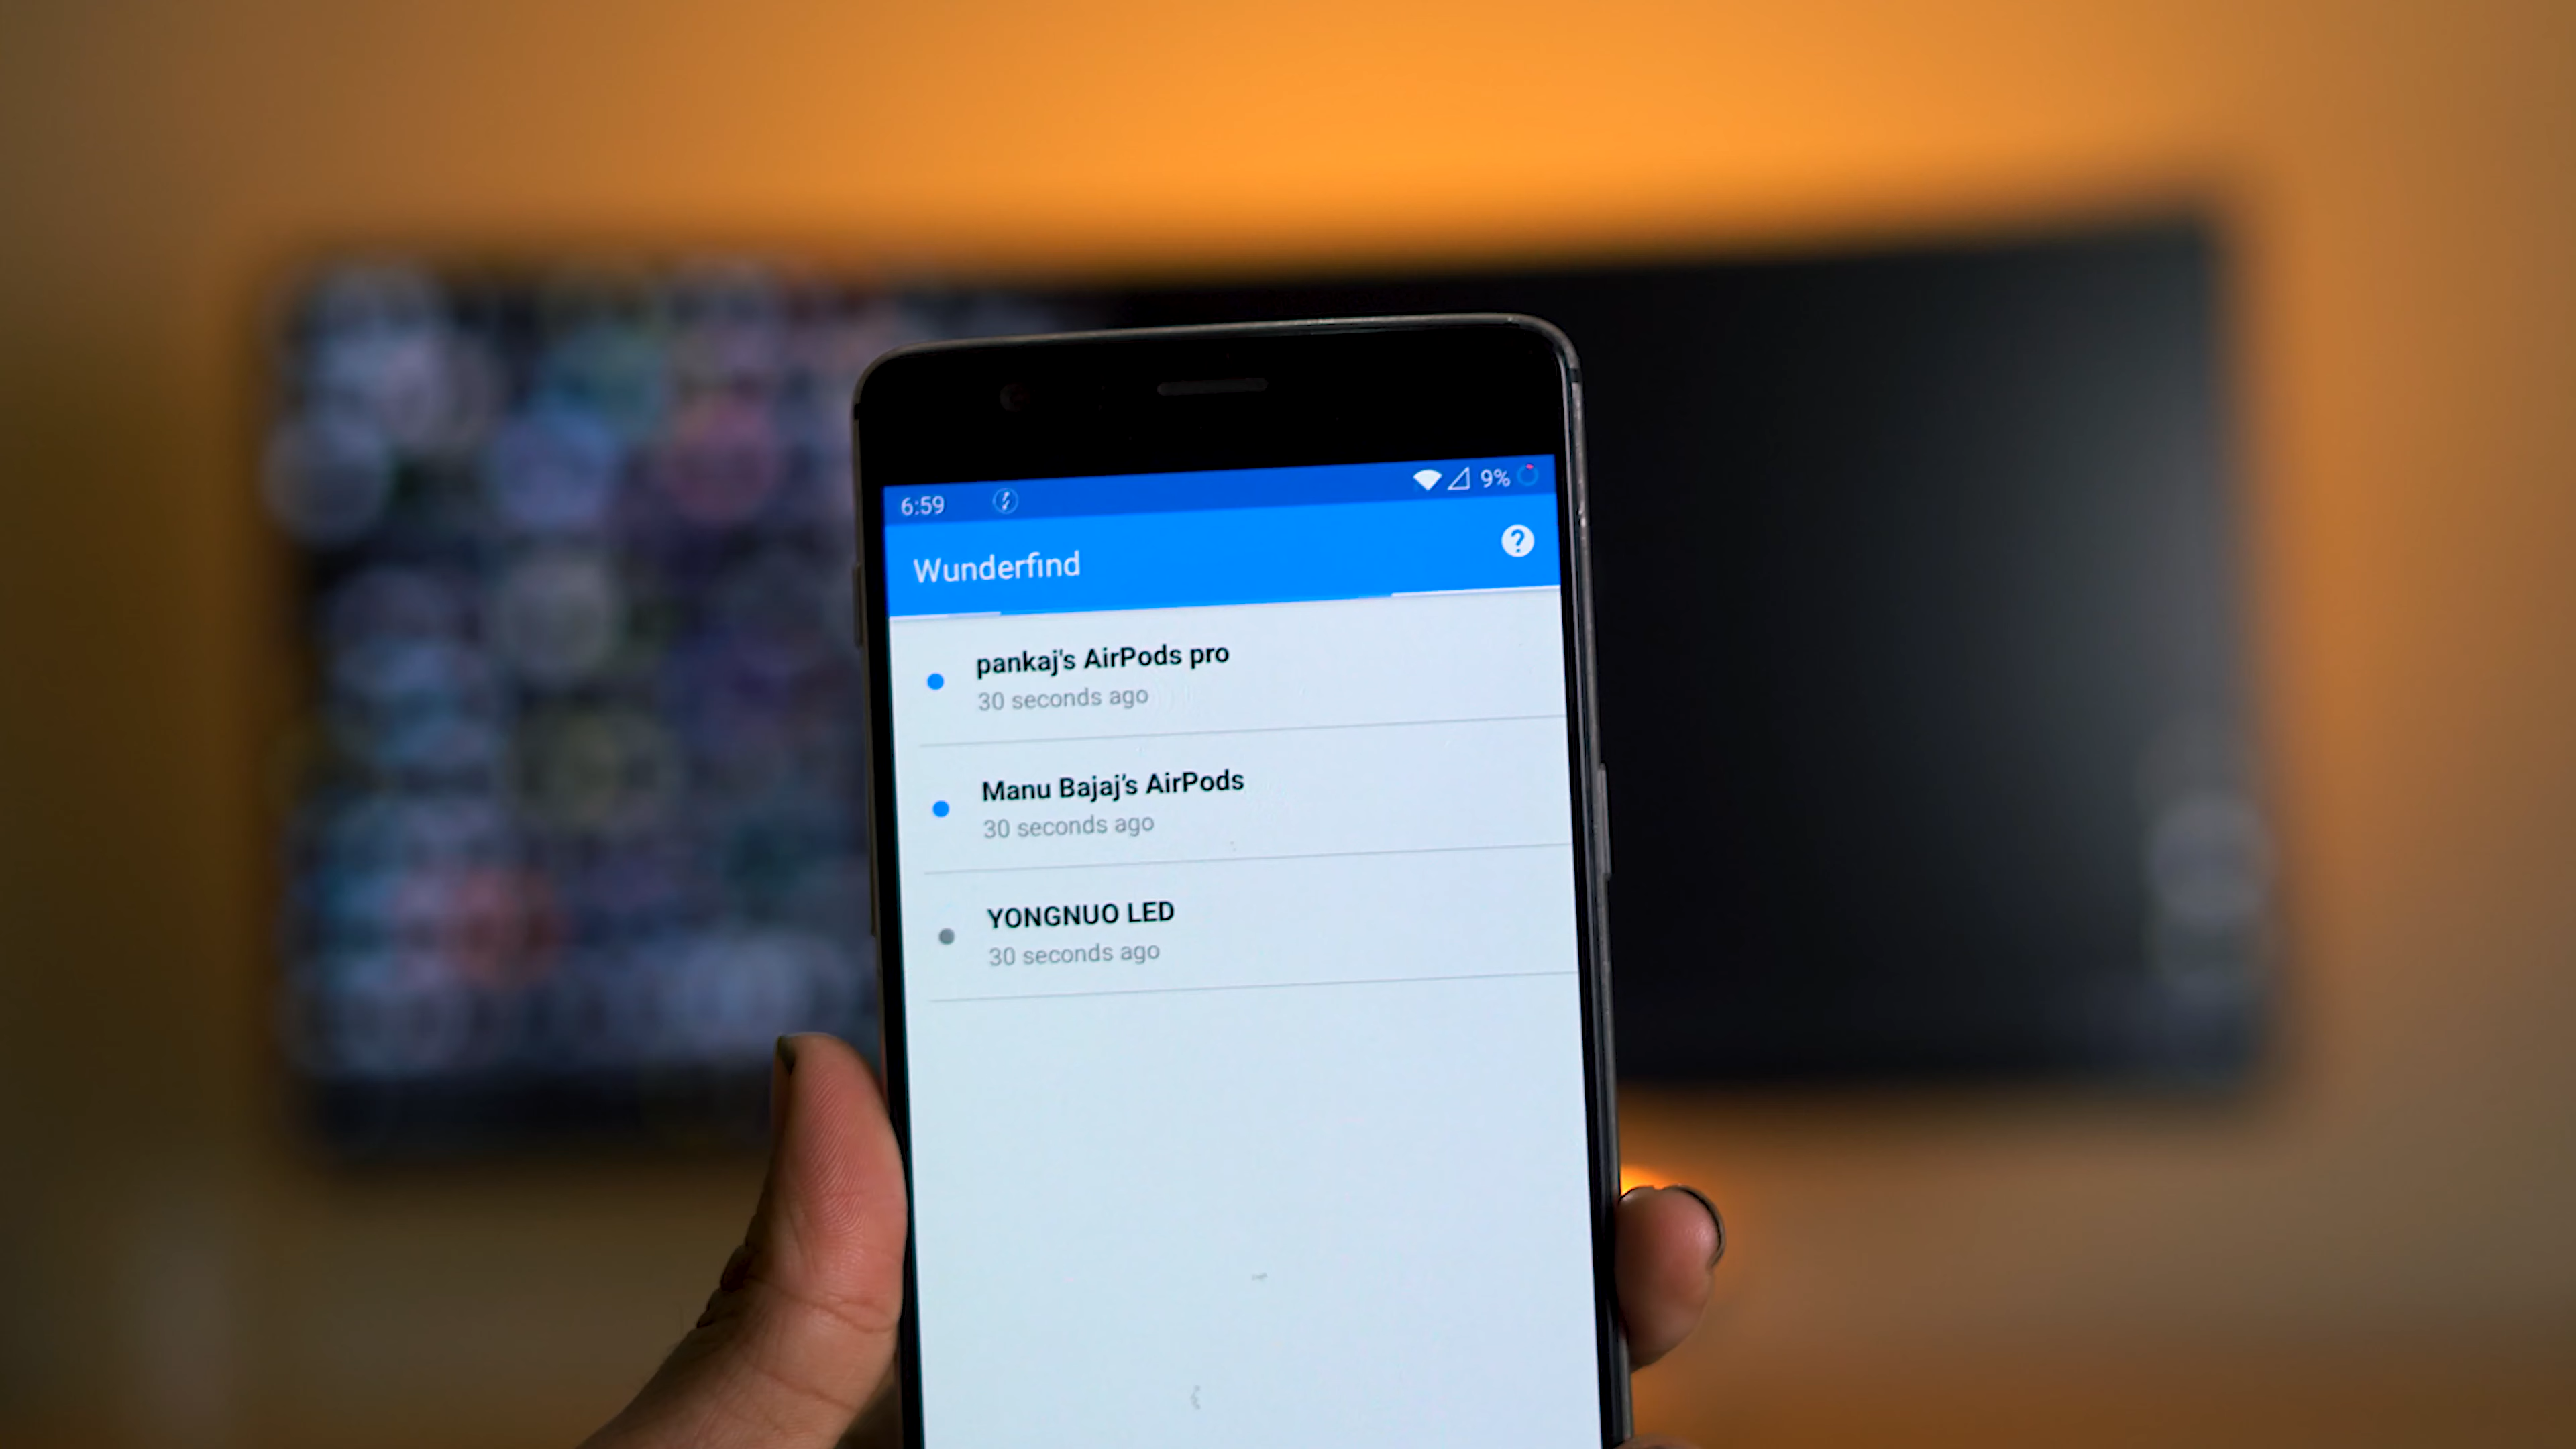 6:59 9%
Wunderfind ?
pankaj's AirPods pro
30 seconds ago
Manu Bajaj's AirPods
30 seconds ago
YONGNUO LED
30 seconds ago